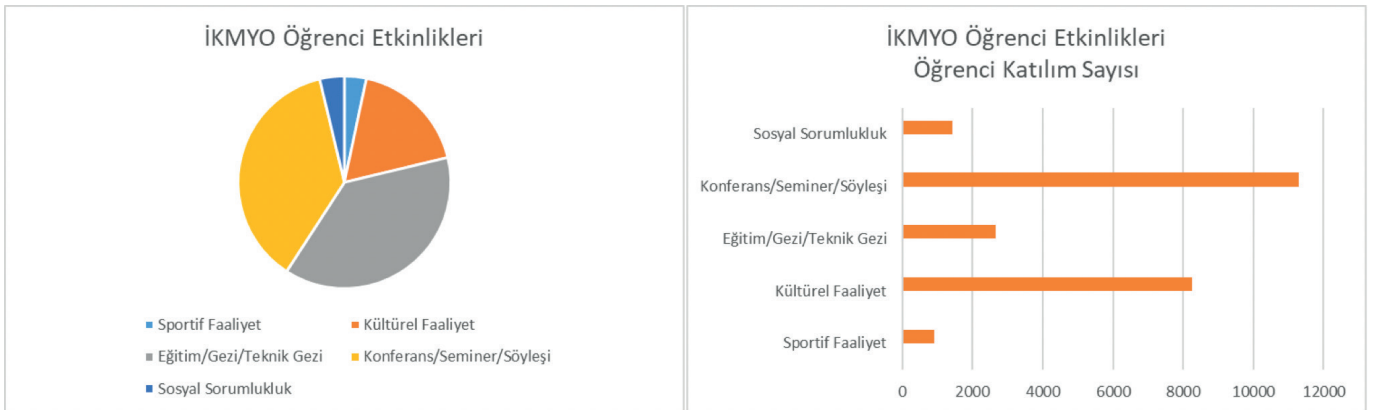 İKMYO Öğrenci Etkinlikleri
Sportif Faaliyet
Kültürel Faaliyet
Eğitim/Gezi/Teknik Gezi
Konferans/Seminer/Söyleşi
Sosyal Sorumlukluk
İKMYO Öğrenci Etkinlikleri
Öğrenci Katılım Sayısı
Sosyal Sorumlukluk
Konferans/Seminer/Söyleşi
Eğitim/Gezi/Teknik Gezi
Kültürel Faaliyet
Sportif Faaliyet
0 2000 4000 6000 8000 10000 12000